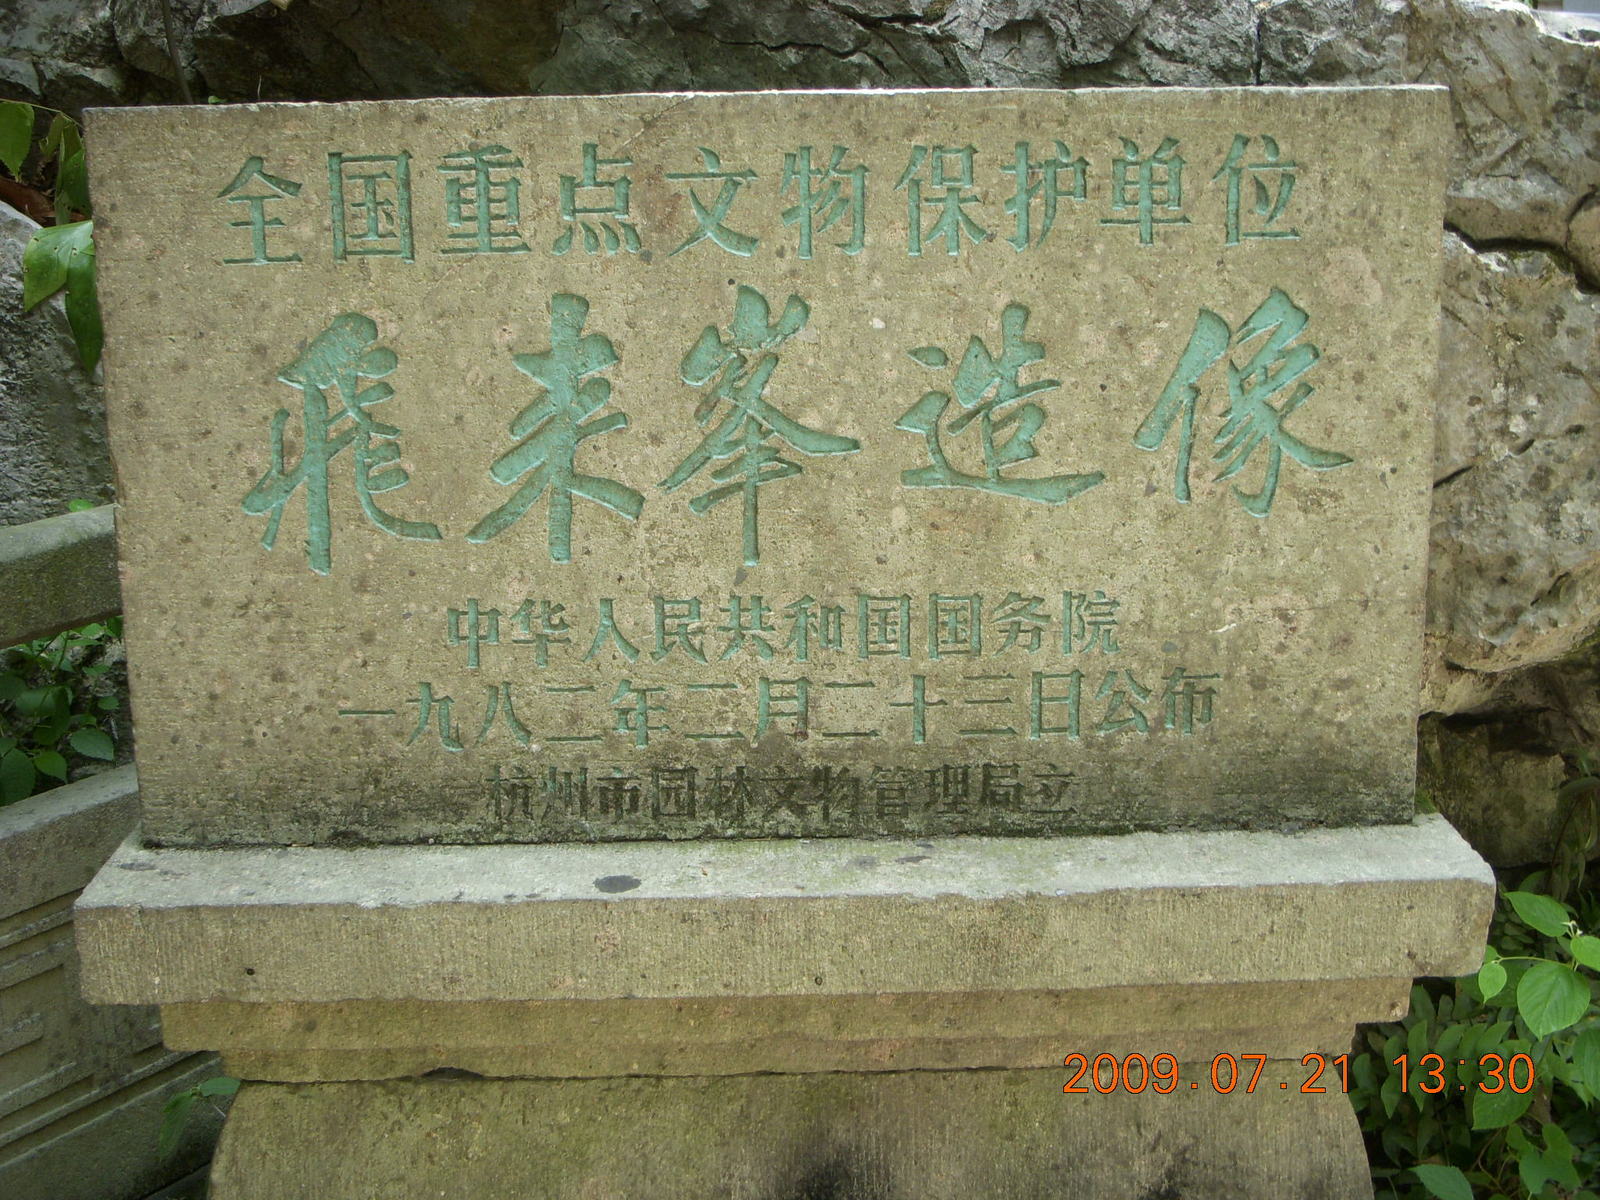 全国重点文物保护单位
飛来峯造像
中华人民共和国国务院
一九八二年二月二十三日公布
杭州市园林文物管理局立
2009.07.21 13:30